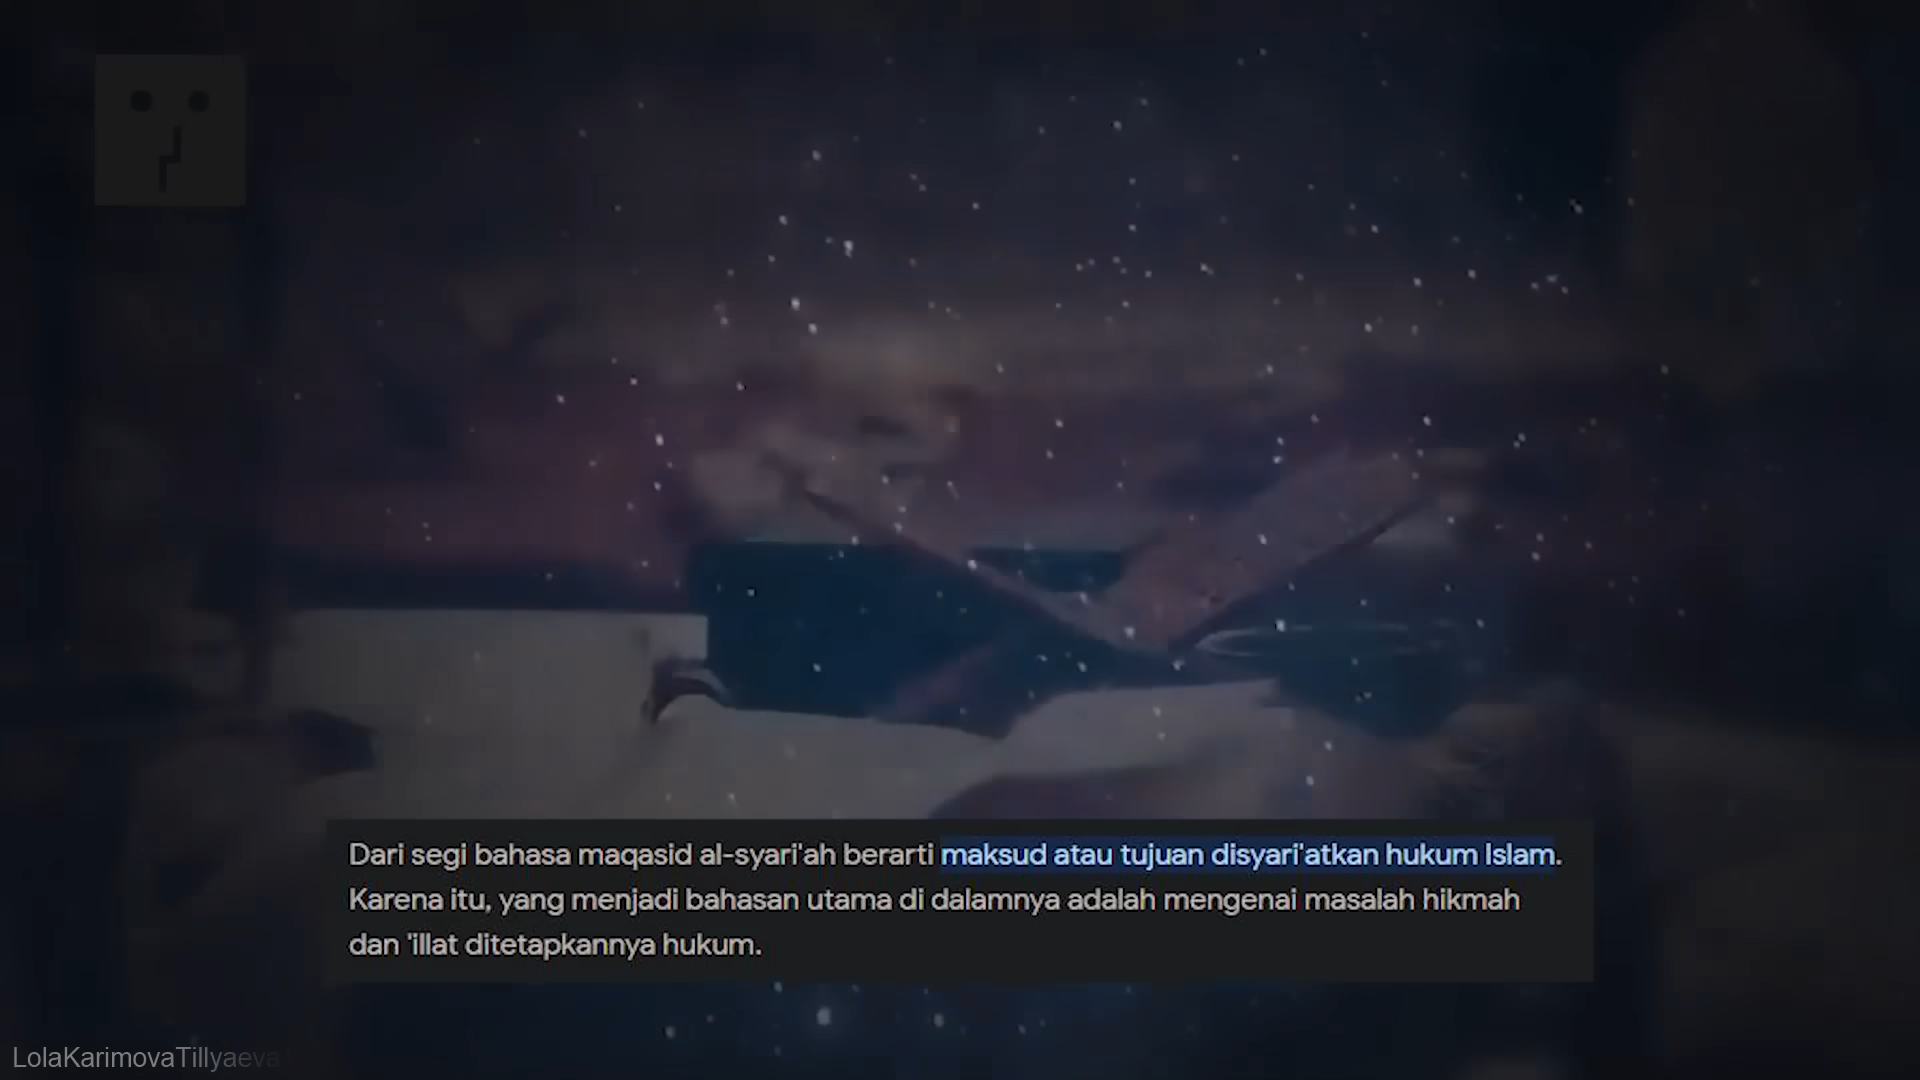 Dari segi bahasa maqasid al-syari'ah berarti maksud atau tujuan disyari'atkan hukum Islam.
Karena itu, yang menjadi bahasan utama di dalamnya adalah mengenai masalah hikmah
dan 'illat ditetapkannya hukum.
LolaKarimovaTillyaeva